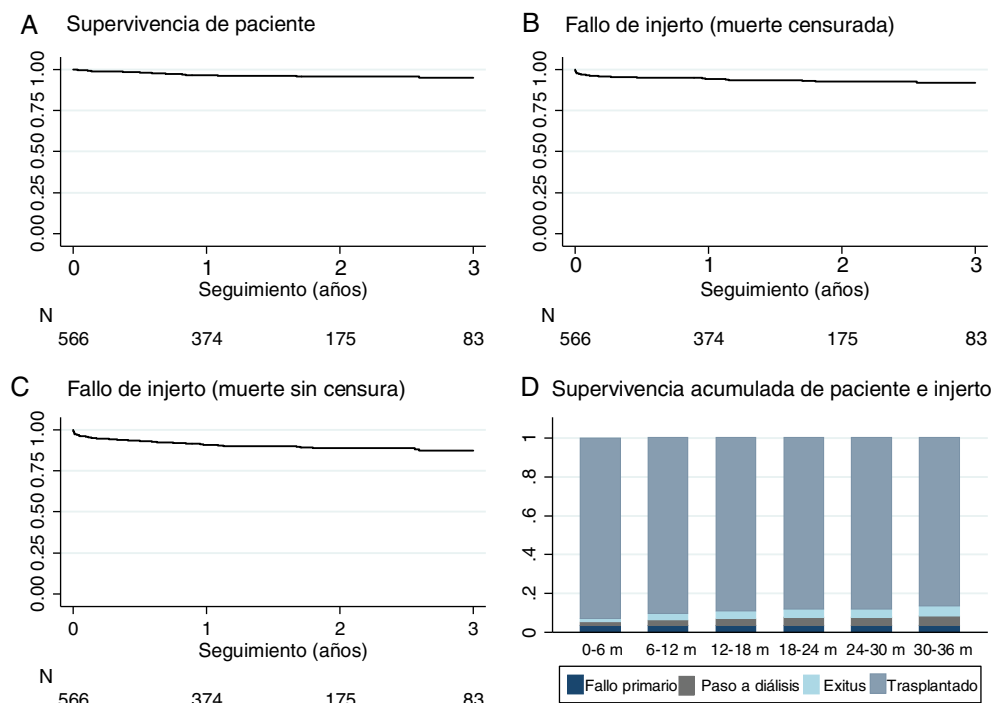 A Supervivencia de paciente
1.00
0.75
0.50
0.25
0.00
0 1 2 3
Seguimiento (años)
N
566 374 175 83
B Fallo de injerto (muerte censurada)
1.00
0.75
0.50
0.25
0.00
0 1 2 3
Seguimiento (años)
N
566 374 175 83
C Fallo de injerto (muerte sin censura)
1.00
0.75
0.50
0.25
0.00
0 1 2 3
Seguimiento (años)
N
566 374 175 83
D Supervivencia acumulada de paciente e injerto
1
.8
.6
.4
.2
0
0-6 m 6-12 m 12-18 m 18-24 m 24-30 m 30-36 m
Fallo primario Paso a diálisis Exitus Trasplantado